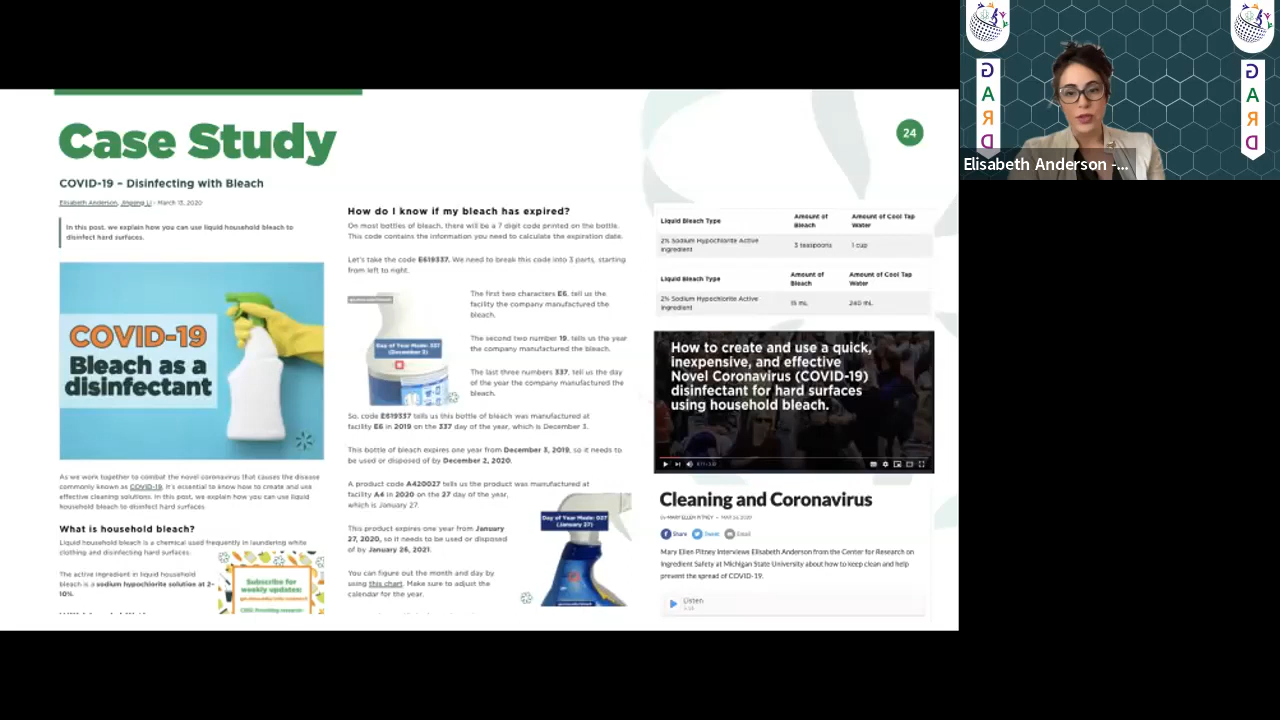 Case Study
24
COVID-19 – Disinfecting with Bleach
Elisabeth Anderson, Jinpeng Li - March 13, 2020
In this post, we explain how you can use liquid household bleach to
disinfect hard surfaces.
COVID-19
Bleach as a
disinfectant
As we work together to combat the novel coronavirus that causes the disease
commonly known as COVID-19, it's essential to know how to create and use
effective cleaning solutions. In this post, we explain how you can use liquid
household bleach to disinfect hard surfaces
What is household bleach?
Liquid household bleach is a chemical used frequently in laundering white
clothing and disinfecting hard surfaces.
The active ingredient in liquid household
bleach is a sodium hypochlorite solution at 2-
10%.
Subscribe for
weekly updates:
How do I know if my bleach has expired?
On most bottles of bleach, there will be a 7 digit code printed on the bottle.
This code contains the information you need to calculate the expiration date.
Let's take the code E619337. We need to break this code into 3 parts, starting
from left to right.
Day of Year Made: 337
(December 3)
The first two characters E6, tell us the
facility the company manufactured the
bleach.
The second two number 19, tells us the year
the company manufactured the bleach.
The last three numbers 337, tell us the day
of the year the company manufactured the
bleach.
So, code E619337 tells us this bottle of bleach was manufactured at
facility E6 in 2019 on the 337 day of the year, which is December 3.
This bottle of bleach expires one year from December 3, 2019, so it needs to
be used or disposed of by December 2, 2020.
A product code A420027 tells us the product was manufactured at
facility A4 in 2020 on the 27 day of the year,
which is January 27.
This product expires one year from January
27, 2020, so it needs to be used or disposed
of by January 26, 2021.
You can figure out the month and day by
using this chart. Make sure to adjust the
calendar for the year.
Day of Year Made: 027
(January 27)
Liquid Bleach Type Amount of Bleach Amount of Cool Tap Water
2% Sodium Hypochlorite Active Ingredient 3 teaspoons 1 cup
Liquid Bleach Type Amount of Bleach Amount of Cool Tap Water
2% Sodium Hypochlorite Active Ingredient 15 mL 240 mL
How to create and use a quick,
inexpensive, and effective
Novel Coronavirus (COVID-19)
disinfectant for hard surfaces
using household bleach.
Cleaning and Coronavirus
By MARY ELLEN PITNEY
Share Tweet Email
Mary Ellen Pitney Interviews Elisabeth Anderson from the Center for Research on
Ingredient Safety at Michigan State University about how to keep clean and help
prevent the spread of COVID-19.
Listen
GARD
GARD
Elisabeth Anderson -...